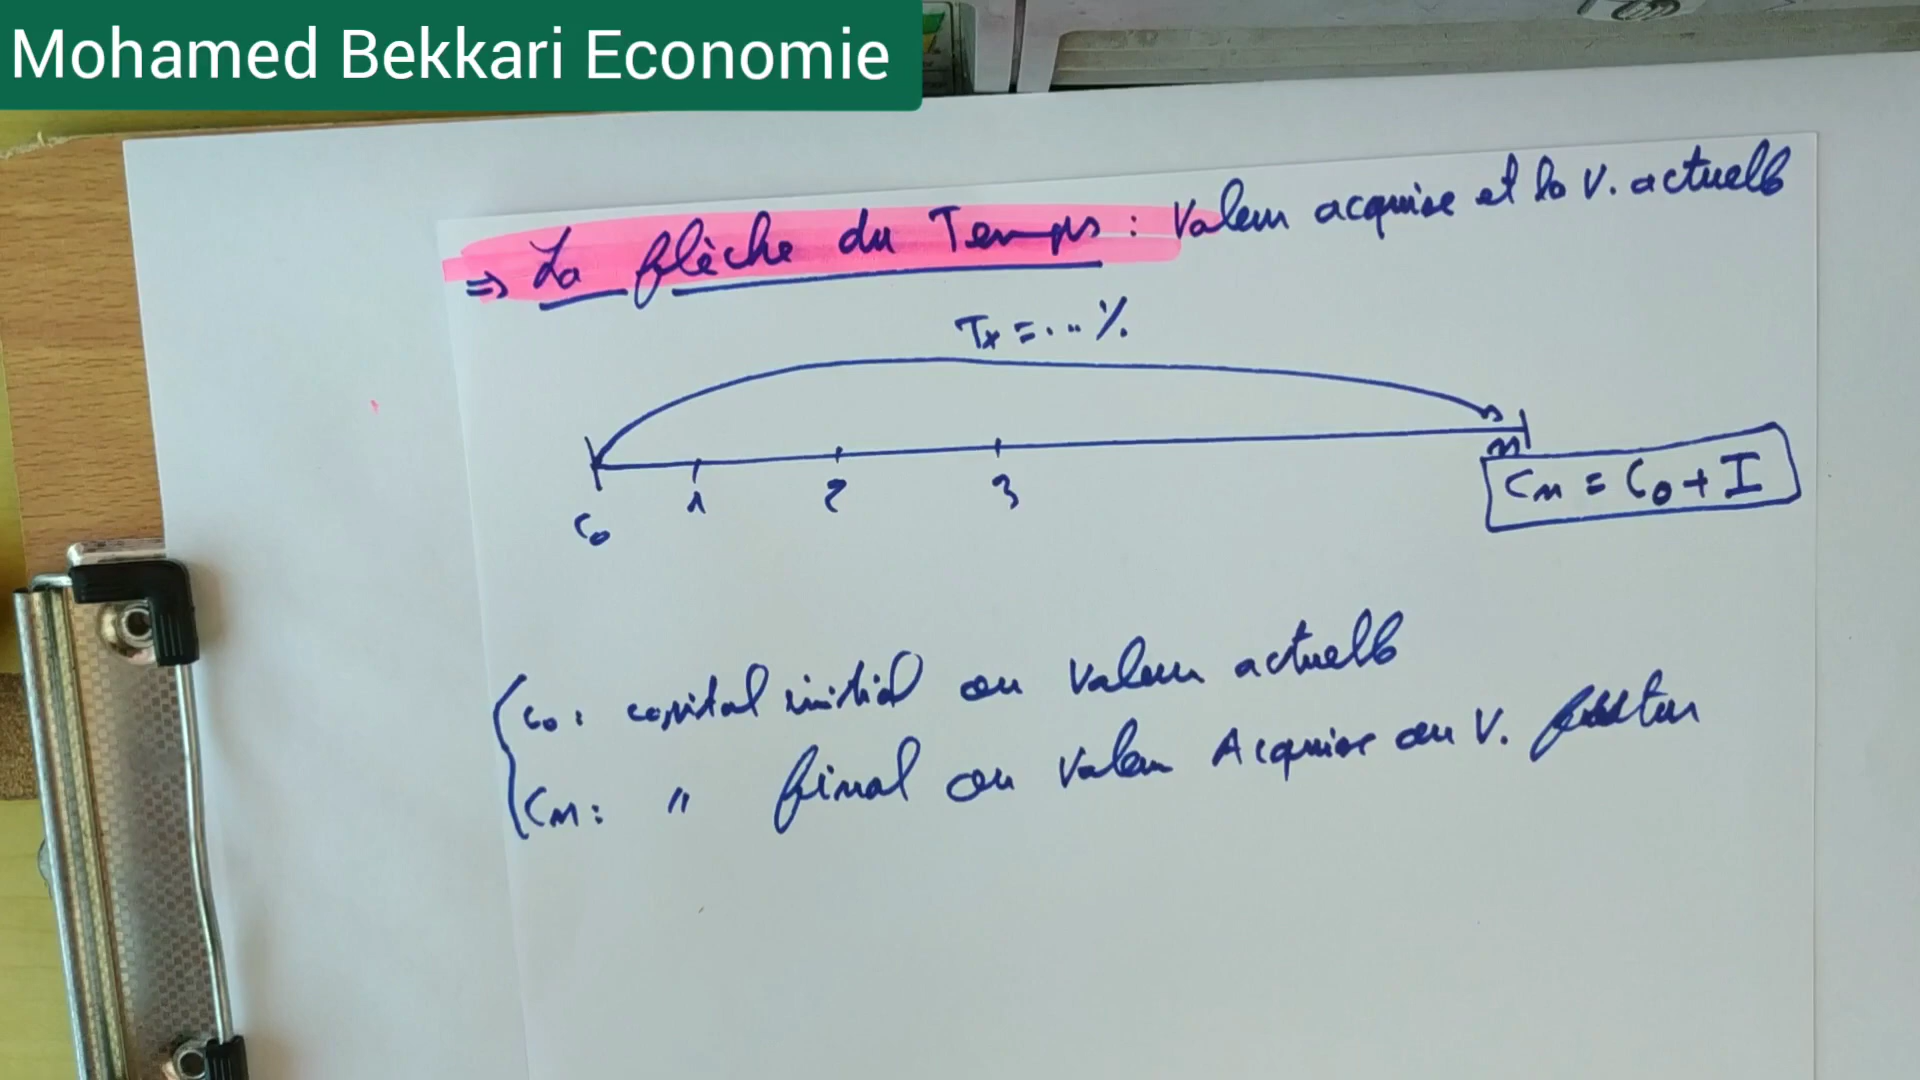 Mohamed Bekkari Economie
⇒ La flèche du Temps : Valeur acquise et la V. actuelle
Tx = ... %
n
C0 1 2 3
Cn = C0 + I
C0 : capital initial ou Valeur actuelle
Cn : " final ou Valeur Acquise ou V.